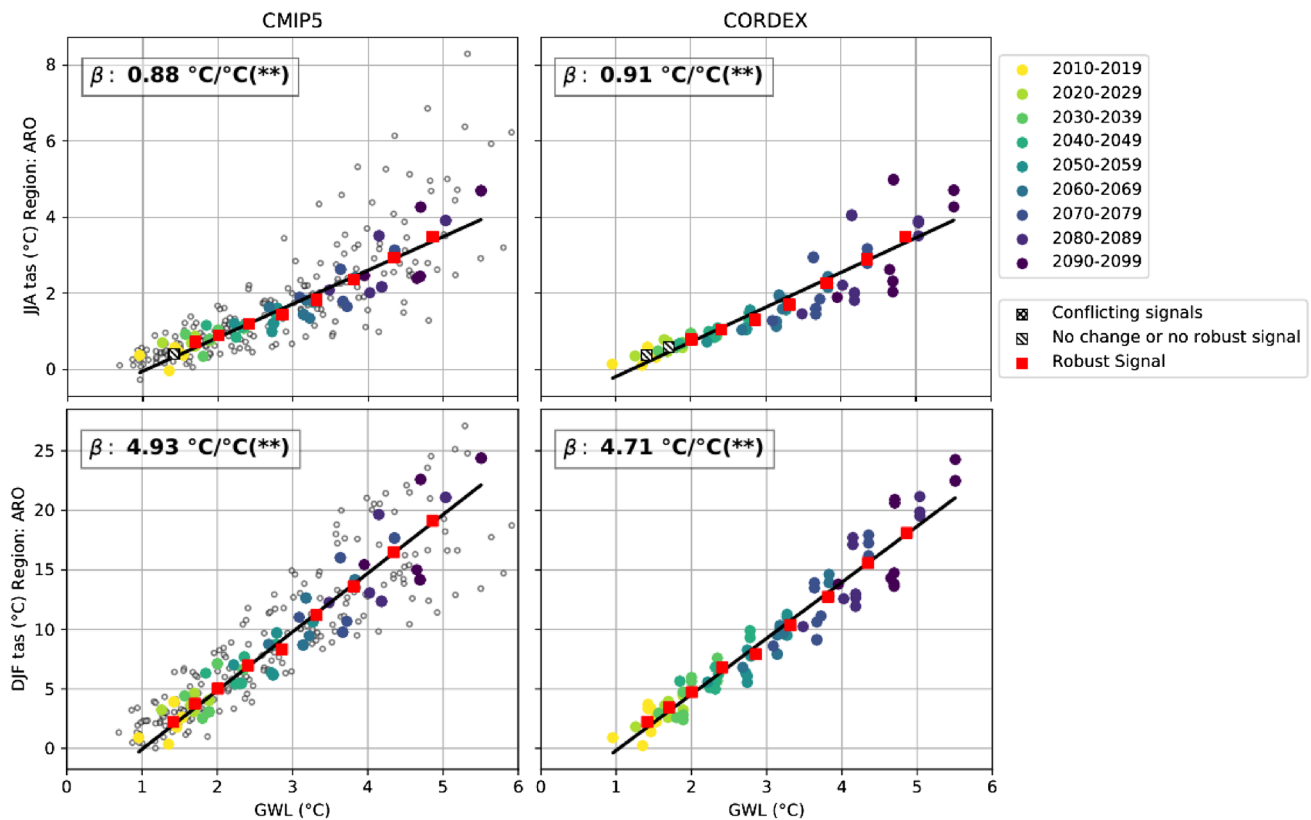 CMIP5
CORDEX
JJA tas (°C) Region: ARO
8
6
4
2
0
β: 0.88 °C/°C(**)
β: 0.91 °C/°C(**)
2010-2019
2020-2029
2030-2039
2040-2049
2050-2059
2060-2069
2070-2079
2080-2089
2090-2099
Conflicting signals
No change or no robust signal
Robust Signal
DJF tas (°C) Region: ARO
25
20
15
10
5
0
β: 4.93 °C/°C(**)
β: 4.71 °C/°C(**)
0 1 2 3 4 5 6
0 1 2 3 4 5 6
GWL (°C)
GWL (°C)